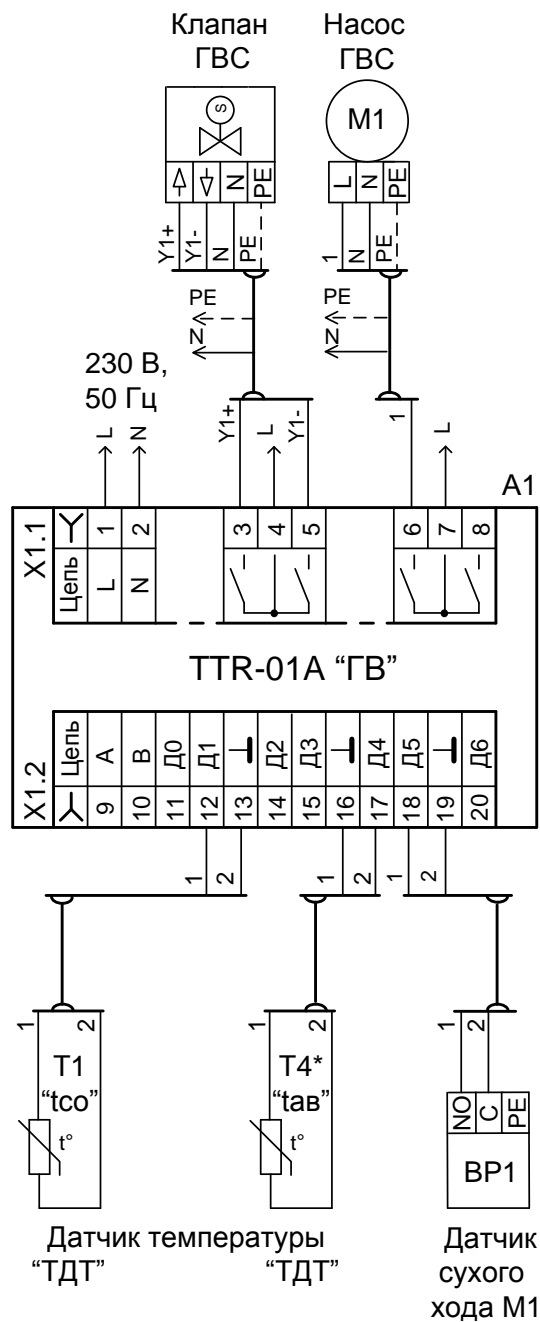 Клапан
ГВС
Насос
ГВС
S
M1
N
PE
L
N
PE
Y1+
Y1-
N
PE
1
N
PE
PE
N
PE
N
230 В,
50 Гц
L
N
Y1+
L
Y1-
1
L
A1
X1.1
1
2
3
4
5
6
7
8
Цепь
L
N
TTR-01A “ГВ”
X1.2
Цепь
A
B
Д0
Д1
Д2
Д3
Д4
Д5
Д6
9
10
11
12
13
14
15
16
17
18
19
20
1
2
1
2
1
2
1
2
1
2
1
2
T1
“tco”
t°
T4*
“taв”
t°
NO
C
PE
BP1
Датчик температуры
“ТДТ”
“ТДТ”
Датчик
сухого
хода M1